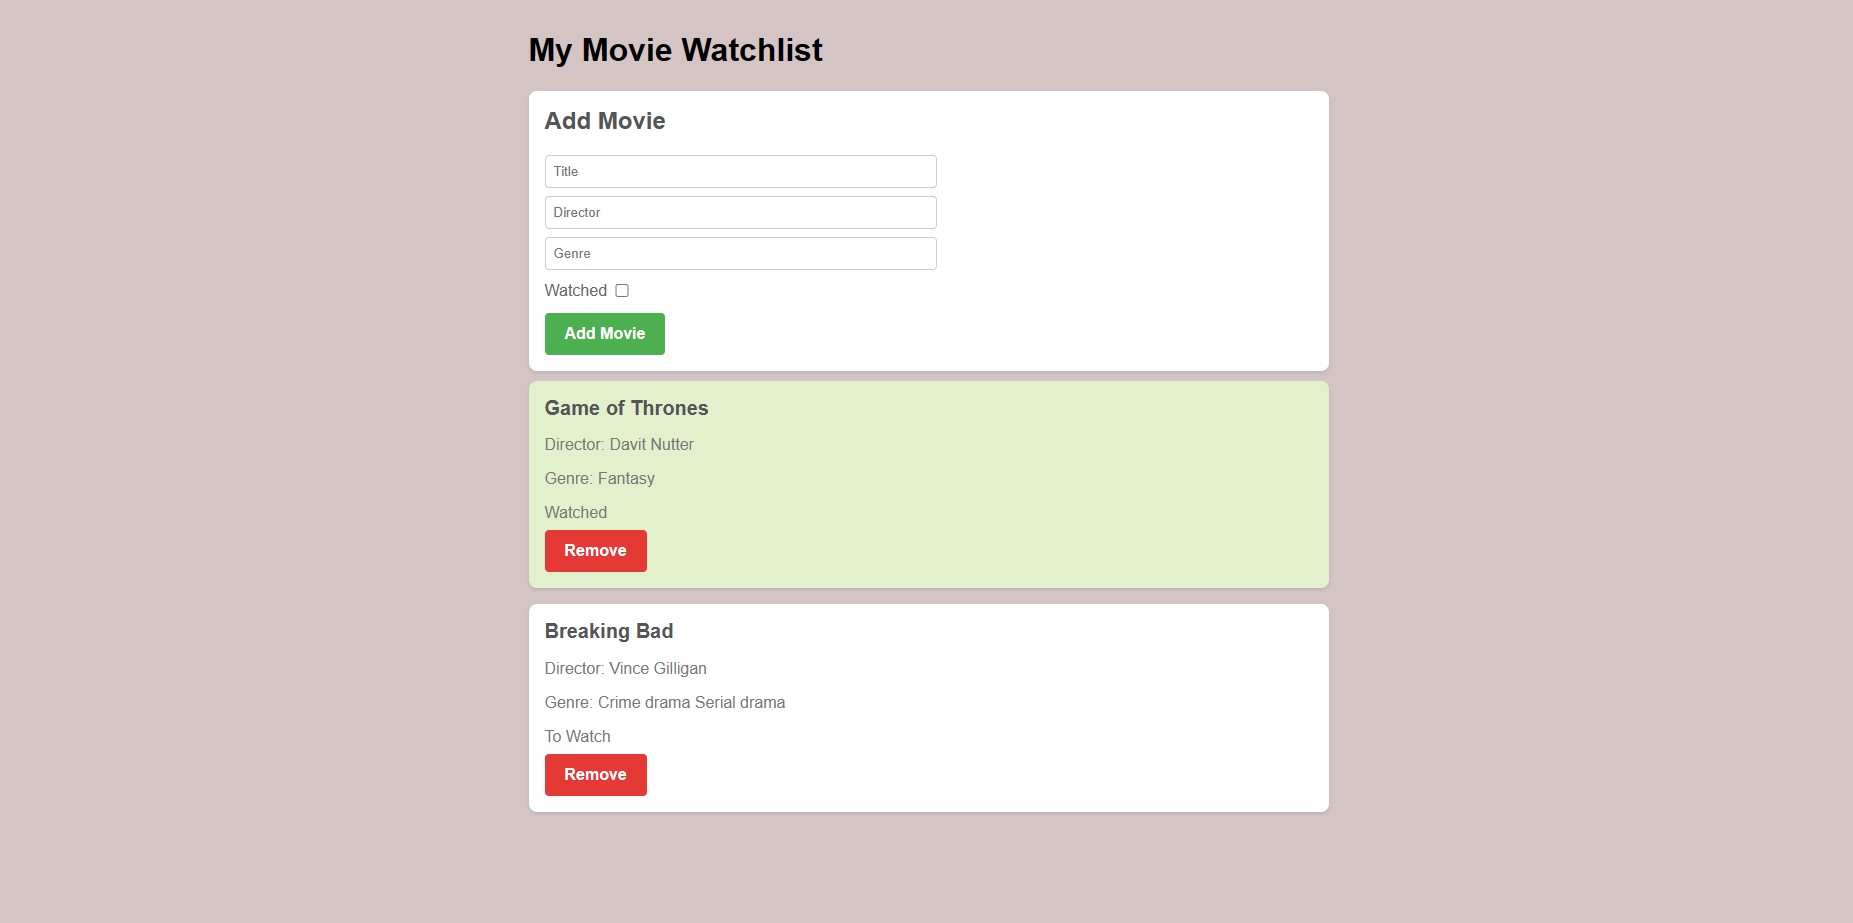 My Movie Watchlist
Add Movie
Title
Director
Genre
Watched
Add Movie
Game of Thrones
Director: Davit Nutter
Genre: Fantasy
Watched
Remove
Breaking Bad
Director: Vince Gilligan
Genre: Crime drama Serial drama
To Watch
Remove